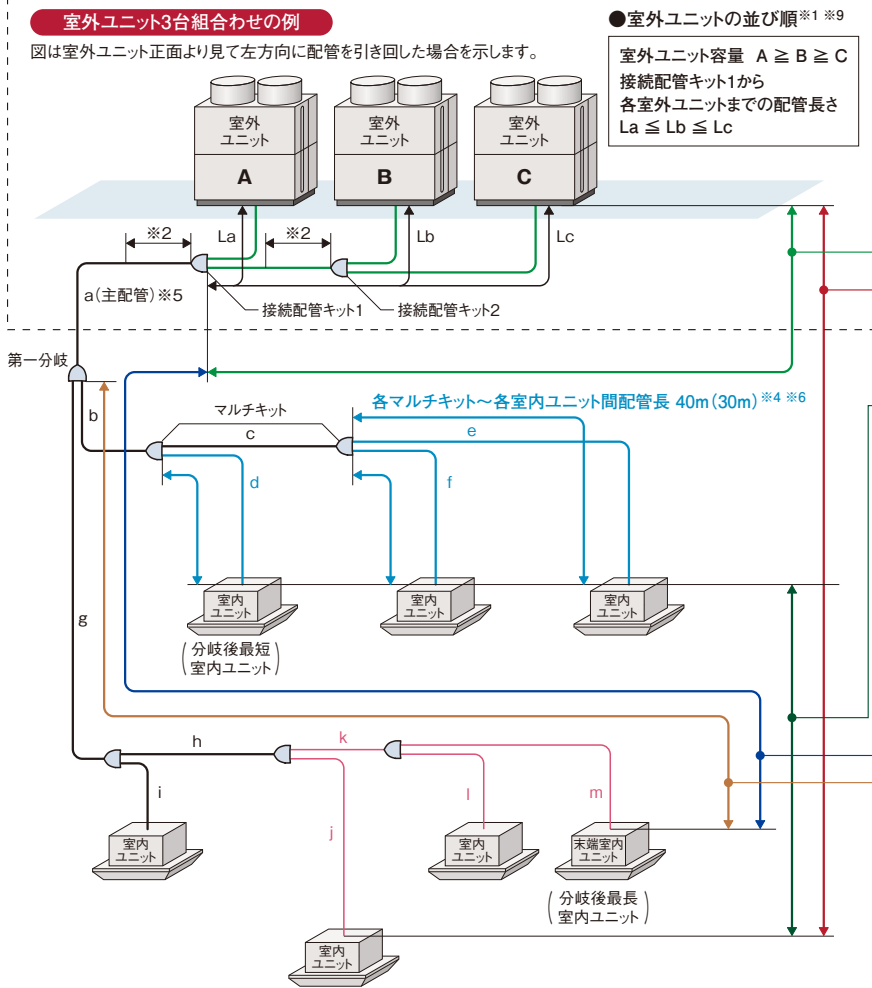 室外ユニット3台組合わせの例
図は室外ユニット正面より見て左方向に配管を引き回した場合を示します。
●室外ユニットの並び順※1 ※9
室外ユニット容量 A ≧ B ≧ C
接続配管キット1から
各室外ユニットまでの配管長さ
La ≦ Lb ≦ Lc
室外
ユニット
A
室外
ユニット
B
室外
ユニット
C
※2
La
※2
Lb
Lc
a(主配管)※5
接続配管キット1
接続配管キット2
第一分岐
b
マルチキット
各マルチキット〜各室内ユニット間配管長 40m(30m)※4 ※6
c
e
d
f
室内
ユニット
室内
ユニット
室内
ユニット
(分岐後最短
室内ユニット)
g
h
k
i
j
l
m
室内
ユニット
室内
ユニット
末端室内
ユニット
(分岐後最長
室内ユニット)
室内
ユニット